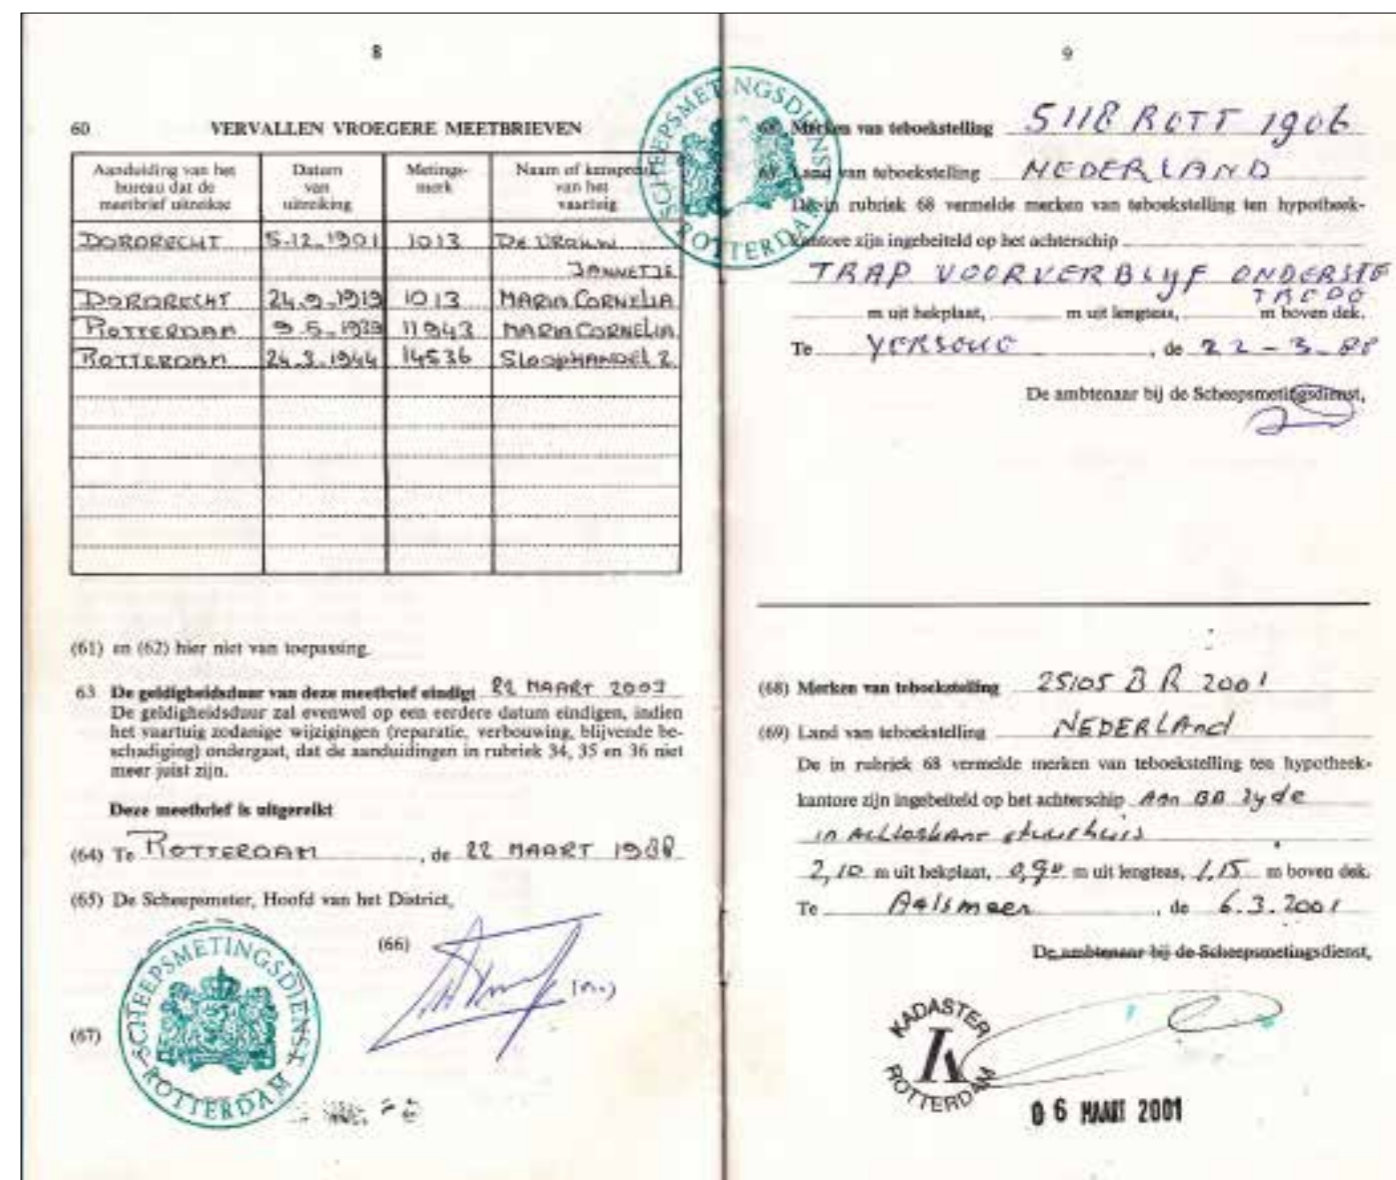 8
60 VERVALLEN VROEGERE MEETBRIEVEN
Aanduiding van het bureau dat de meetbrief uitreikte
Datum van uitreiking
Metings-merk
Naam of kenspreuk van het vaartuig
DORDRECHT 5-12-1901 1013 DE VROUW
JANNETJE
DORDRECHT 24-9-1919 1013 MARIA CORNELIA
ROTTERDAM 9-5-1939 11943 MARIA CORNELIA
ROTTERDAM 24-3-1944 14536 SLOOPHANDEL 2
(61) en (62) hier niet van toepassing.
63 De geldigheidsduur van deze meetbrief eindigt 22 MAART 2003
De geldigheidsduur zal evenwel op een eerdere datum eindigen, indien
het vaartuig zodanige wijzigingen (reparatie, verbouwing, blijvende be-
schadiging) ondergaat, dat de aanduidingen in rubriek 34, 35 en 36 niet
meer juist zijn.
Deze meetbrief is uitgereikt
(64) Te ROTTERDAM , de 22 MAART 1988
(65) De Scheepsmeter, Hoofd van het District,
(66)
(67)
SCHEEPSMETINGSDIENST ROTTERDAM
SCHEEPSMETINGSDIENST ROTTERDAM
9
Merken van teboekstelling 5118 ROTT 1906
Land van teboekstelling NEDERLAND
De in rubriek 68 vermelde merken van teboekstelling ten hypotheek-
kantore zijn ingebeiteld op het achterschip
TRAP VOORVERBLYF ONDERSTE
m uit hekplaat, m uit lengteas, m boven dek.
Te YERSEKE , de 22-3-88
De ambtenaar bij de Scheepsmetingsdienst,
(68) Merken van teboekstelling 25105 B R 2001
(69) Land van teboekstelling NEDERLAnd
De in rubriek 68 vermelde merken van teboekstelling ten hypotheek-
kantore zijn ingebeiteld op het achterschip Aan BB zyde
in stuurhuis
2,10 m uit hekplaat, 0,90 m uit lengteas, 1,15 m boven dek.
Te Aalsmeer , de 6.3.2001
De ambtenaar bij de Scheepsmetingsdienst,
KADASTER
ROTTERDAM
06 MAART 2001